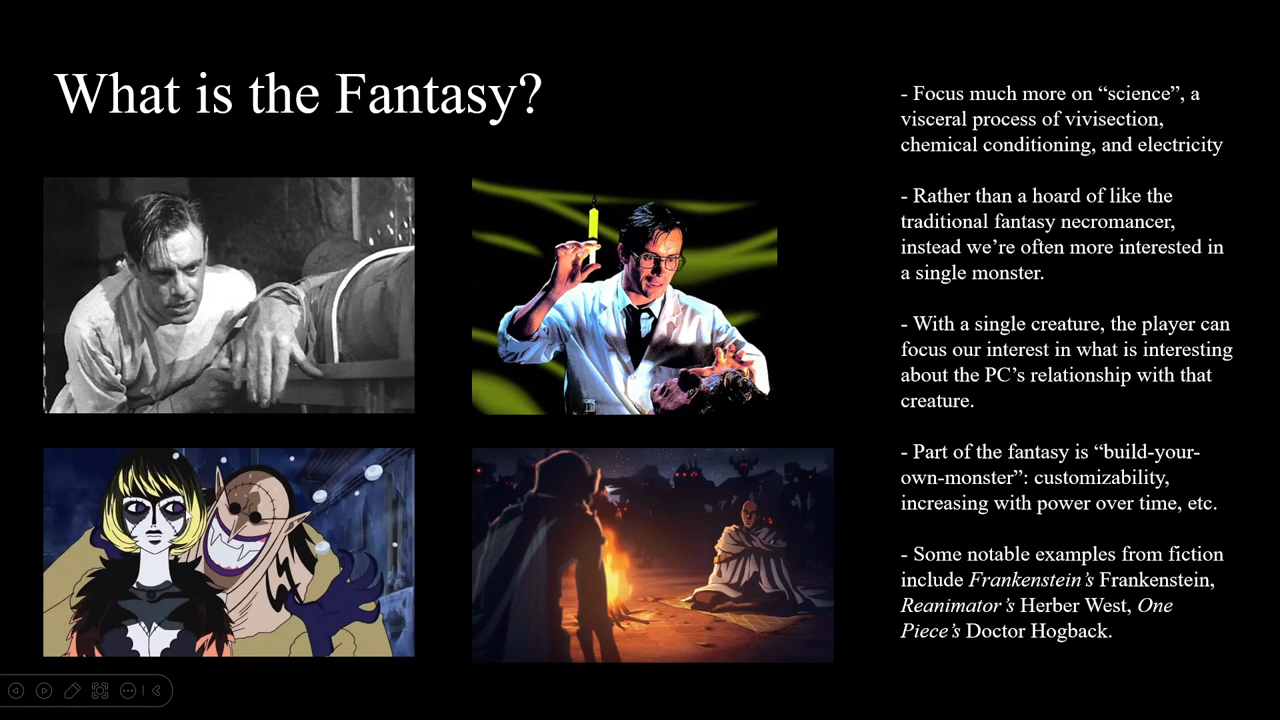 What is the Fantasy?
- Focus much more on “science”, a
visceral process of vivisection,
chemical conditioning, and electricity
- Rather than a hoard of like the
traditional fantasy necromancer,
instead we’re often more interested in
a single monster.
- With a single creature, the player can
focus our interest in what is interesting
about the PC’s relationship with that
creature.
- Part of the fantasy is “build-your-
own-monster”: customizability,
increasing with power over time, etc.
- Some notable examples from fiction
include Frankenstein’s Frankenstein,
Reanimator’s Herber West, One
Piece’s Doctor Hogback.